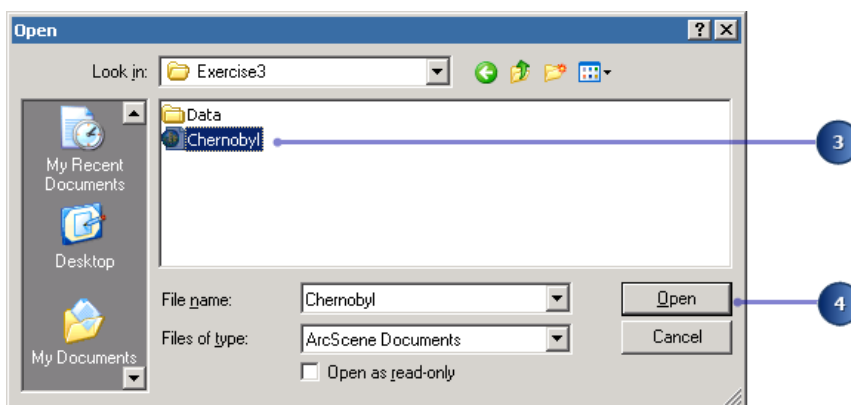 Open
Look in: Exercise3
Data
Chernobyl
3
My Recent
Documents
Desktop
My Documents
File name: Chernobyl
Open
4
Files of type: ArcScene Documents
Cancel
Open as read-only